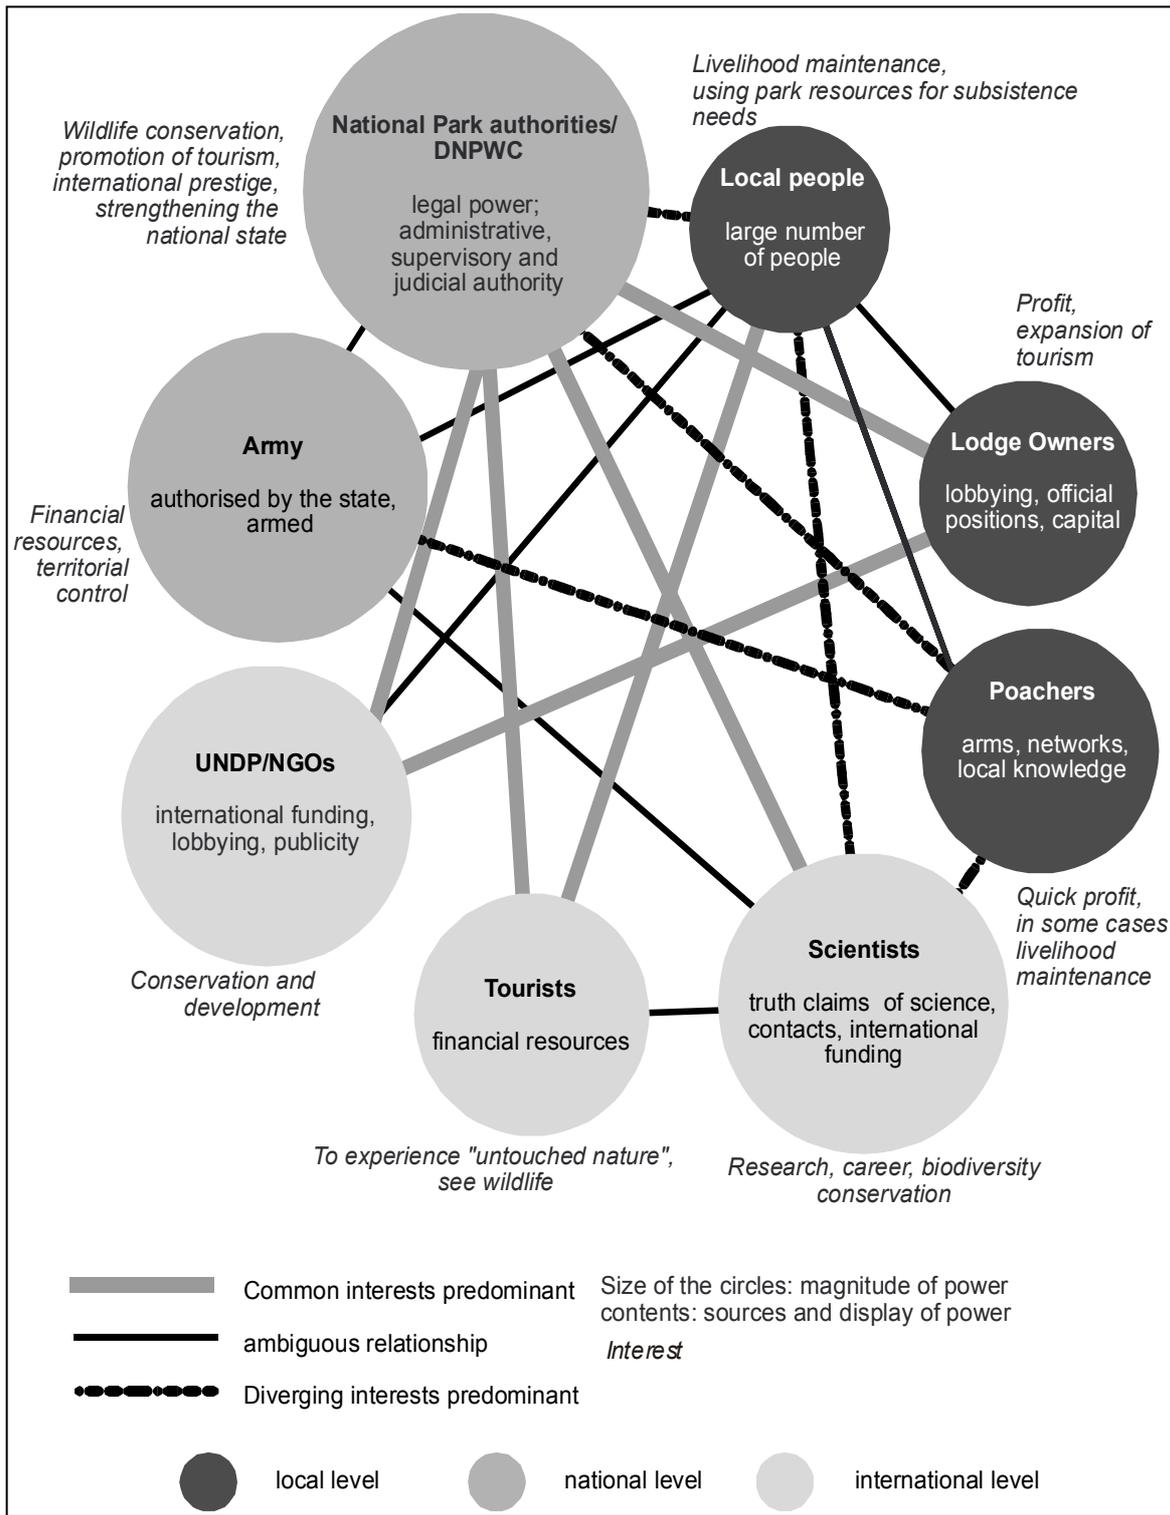 National Park authorities/
DNPWC
legal power;
administrative,
supervisory and
judicial authority
Wildlife conservation,
promotion of tourism,
international prestige,
strengthening the
national state
Livelihood maintenance,
using park resources for subsistence
needs
Local people
large number
of people
Profit,
expansion of
tourism
Lodge Owners
lobbying, official
positions, capital
Army
authorised by the state,
armed
Financial
resources,
territorial
control
Poachers
arms, networks,
local knowledge
Quick profit,
in some cases
livelihood
maintenance
UNDP/NGOs
international funding,
lobbying, publicity
Conservation and
development
Tourists
financial resources
To experience "untouched nature",
see wildlife
Scientists
truth claims of science,
contacts, international
funding
Research, career, biodiversity
conservation
Common interests predominant
ambiguous relationship
Diverging interests predominant
Size of the circles: magnitude of power
contents: sources and display of power
Interest
local level
national level
international level